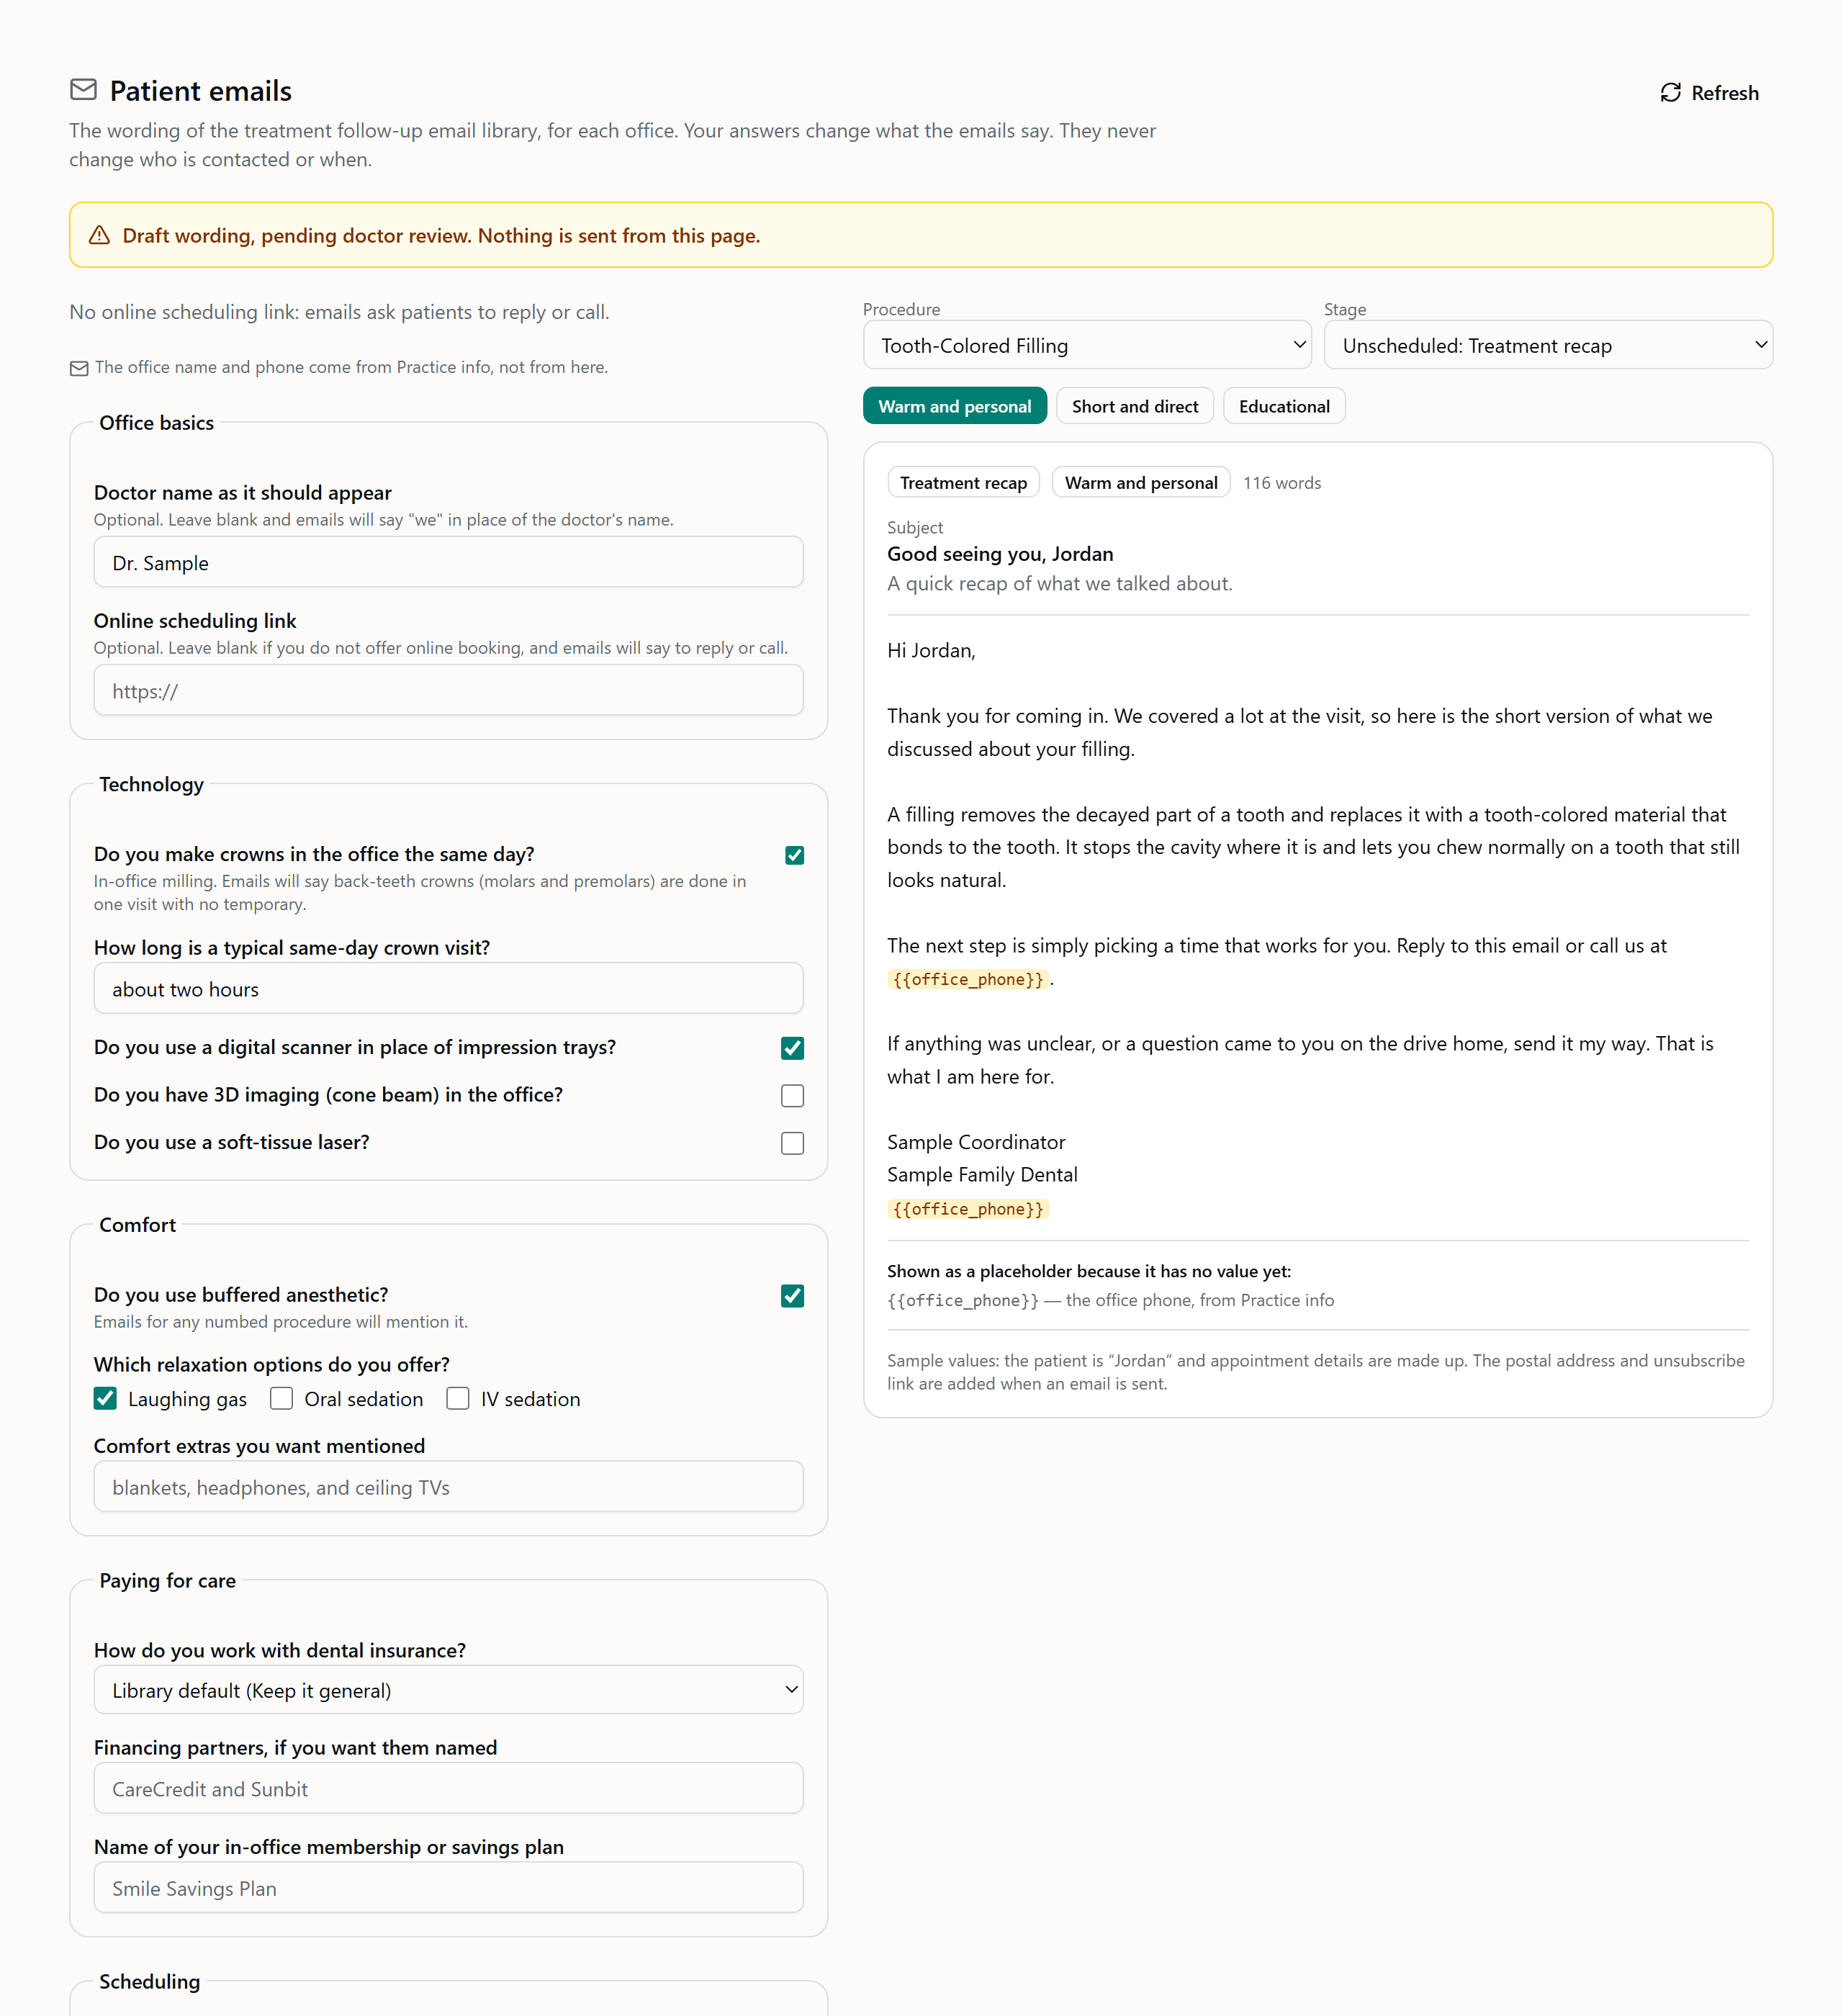 Patient emails
Refresh
The wording of the treatment follow-up email library, for each office. Your answers change what the emails say. They never
change who is contacted or when.
Draft wording, pending doctor review. Nothing is sent from this page.
No online scheduling link: emails ask patients to reply or call.
The office name and phone come from Practice info, not from here.
Office basics
Doctor name as it should appear
Optional. Leave blank and emails will say "we" in place of the doctor's name.
Dr. Sample
Online scheduling link
Optional. Leave blank if you do not offer online booking, and emails will say to reply or call.
https://
Technology
Do you make crowns in the office the same day?
In-office milling. Emails will say back-teeth crowns (molars and premolars) are done in
one visit with no temporary.
How long is a typical same-day crown visit?
about two hours
Do you use a digital scanner in place of impression trays?
Do you have 3D imaging (cone beam) in the office?
Do you use a soft-tissue laser?
Comfort
Do you use buffered anesthetic?
Emails for any numbed procedure will mention it.
Which relaxation options do you offer?
Laughing gas Oral sedation IV sedation
Comfort extras you want mentioned
blankets, headphones, and ceiling TVs
Paying for care
How do you work with dental insurance?
Library default (Keep it general)
Financing partners, if you want them named
CareCredit and Sunbit
Name of your in-office membership or savings plan
Smile Savings Plan
Scheduling
Procedure
Tooth-Colored Filling
Stage
Unscheduled: Treatment recap
Warm and personal Short and direct Educational
Treatment recap Warm and personal 116 words
Subject
Good seeing you, Jordan
A quick recap of what we talked about.
Hi Jordan,
Thank you for coming in. We covered a lot at the visit, so here is the short version of what we
discussed about your filling.
A filling removes the decayed part of a tooth and replaces it with a tooth-colored material that
bonds to the tooth. It stops the cavity where it is and lets you chew normally on a tooth that still
looks natural.
The next step is simply picking a time that works for you. Reply to this email or call us at
{{office_phone}}.
If anything was unclear, or a question came to you on the drive home, send it my way. That is
what I am here for.
Sample Coordinator
Sample Family Dental
{{office_phone}}
Shown as a placeholder because it has no value yet:
{{office_phone}} — the office phone, from Practice info
Sample values: the patient is “Jordan” and appointment details are made up. The postal address and unsubscribe
link are added when an email is sent.